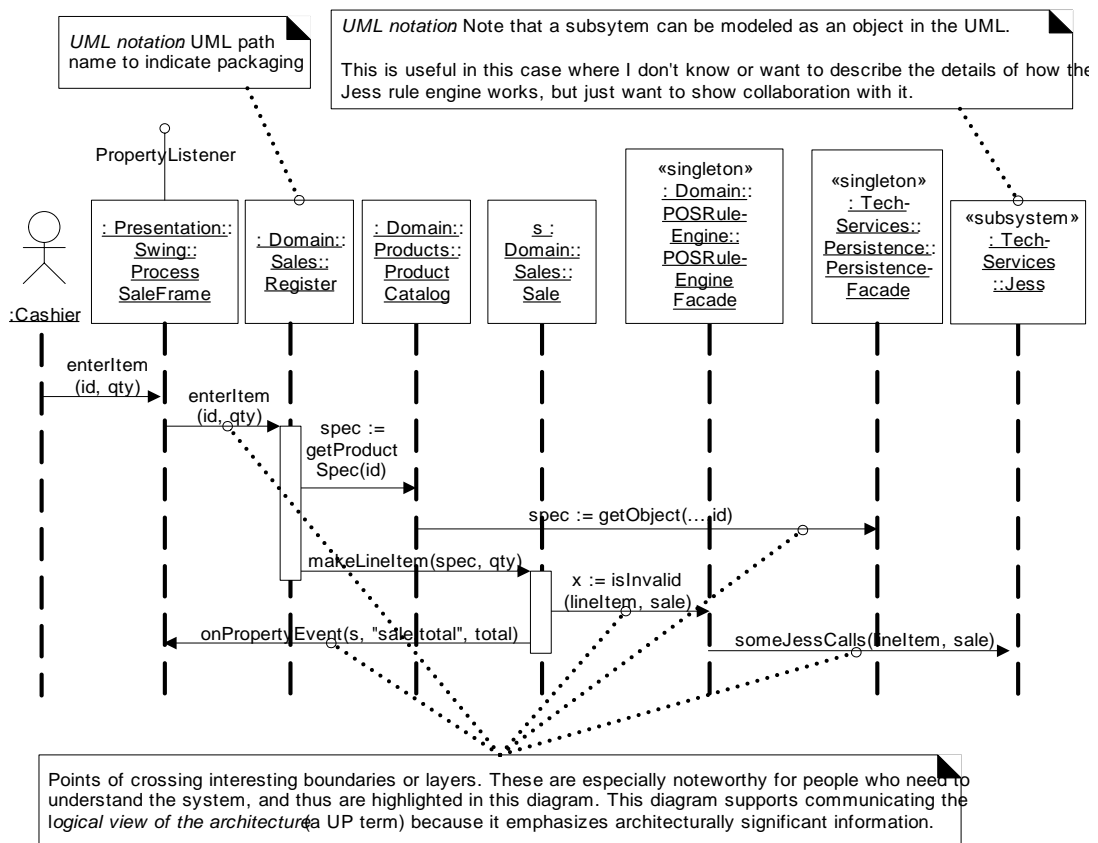 UML notation: UML path
name to indicate packaging
UML notation: Note that a subsytem can be modeled as an object in the UML.
This is useful in this case where I don't know or want to describe the details of how the
Jess rule engine works, but just want to show collaboration with it.
PropertyListener
:Cashier
: Presentation::
Swing::
Process
SaleFrame
: Domain::
Sales::
Register
: Domain::
Products::
Product
Catalog
s :
Domain::
Sales::
Sale
«singleton»
: Domain::
POSRule-
Engine::
POSRule-
Engine
Facade
«singleton»
: Tech-
Services::
Persistence::
Persistence-
Facade
«subsystem»
: Tech-
Services
::Jess
enterItem
(id, qty)
enterItem
(id, qty)
spec :=
getProduct
Spec(id)
spec := getObject(... id)
makeLineItem(spec, qty)
x := isInvalid
(lineItem, sale)
onPropertyEvent(s, "sale.total", total)
someJessCalls(lineItem, sale)
Points of crossing interesting boundaries or layers. These are especially noteworthy for people who need to
understand the system, and thus are highlighted in this diagram. This diagram supports communicating the
logical view of the architecture (a UP term) because it emphasizes architecturally significant information.